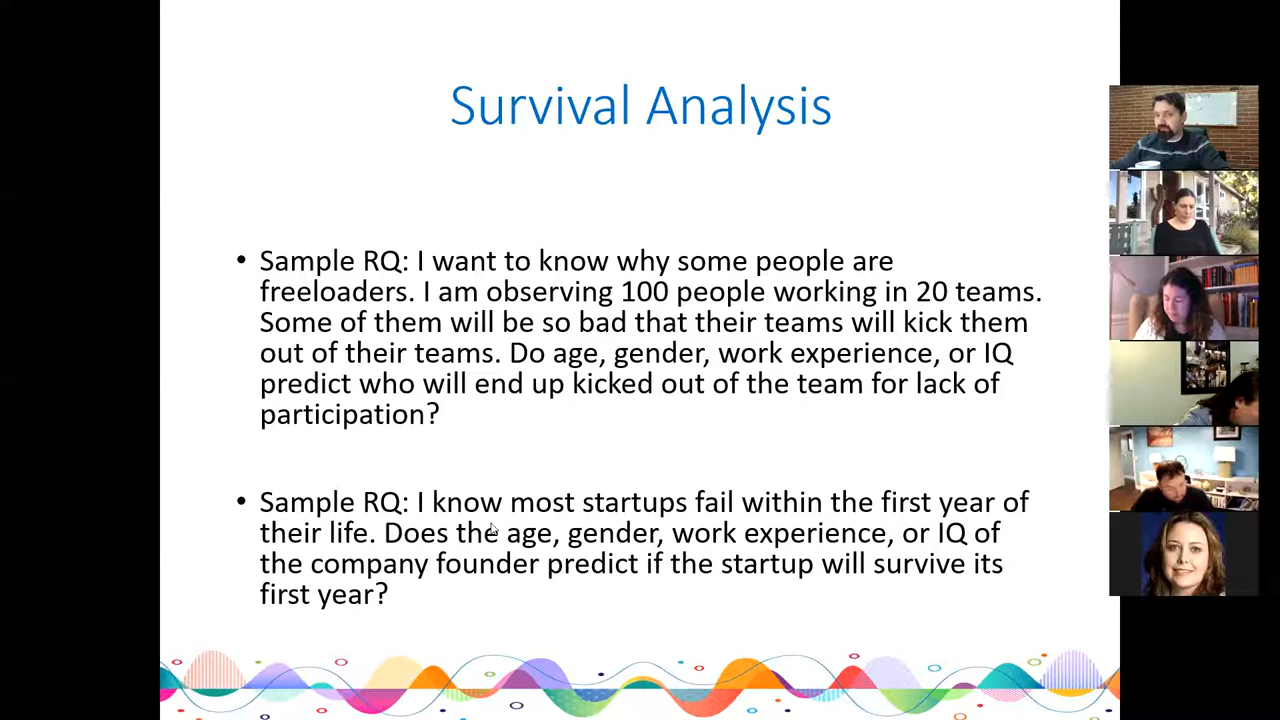 Survival Analysis
• Sample RQ: I want to know why some people are
freeloaders. I am observing 100 people working in 20 teams.
Some of them will be so bad that their teams will kick them
out of their teams. Do age, gender, work experience, or IQ
predict who will end up kicked out of the team for lack of
participation?
• Sample RQ: I know most startups fail within the first year of
their life. Does the age, gender, work experience, or IQ of
the company founder predict if the startup will survive its
first year?